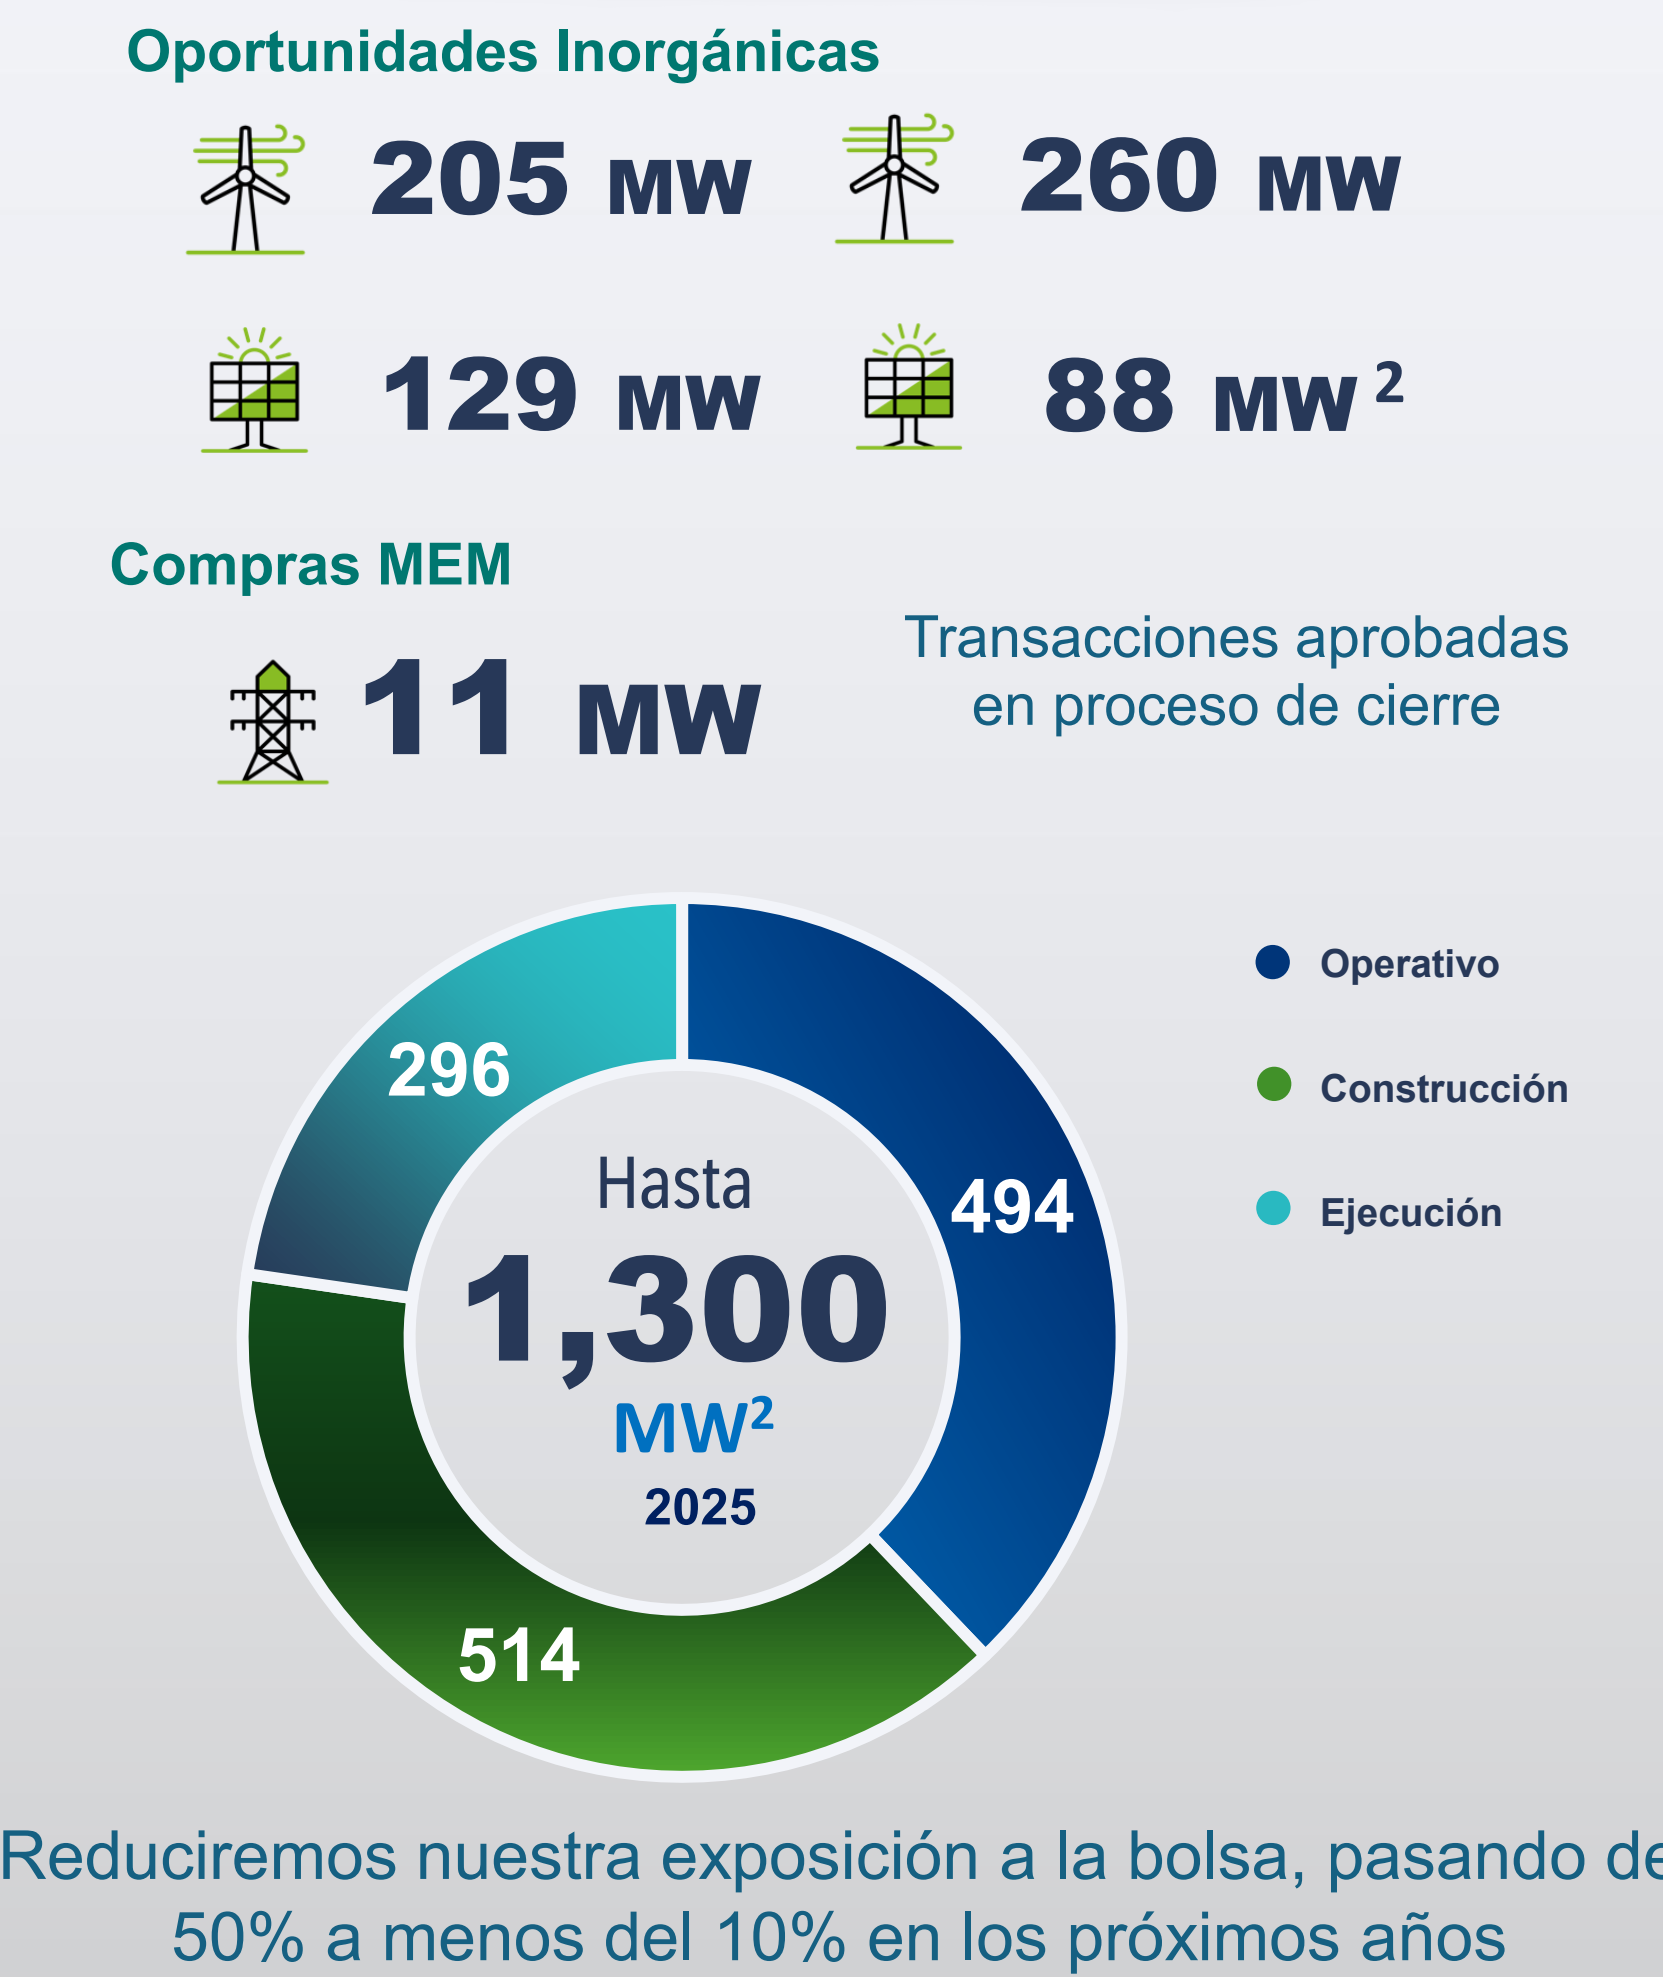 Oportunidades Inorgánicas
205 MW
260 MW
129 MW
88 MW ²
Compras MEM
11 MW
Transacciones aprobadas
en proceso de cierre
Operativo
Construcción
Ejecución
296
494
514
Hasta
1,300
MW²
2025
Reduciremos nuestra exposición a la bolsa, pasando de
50% a menos del 10% en los próximos años